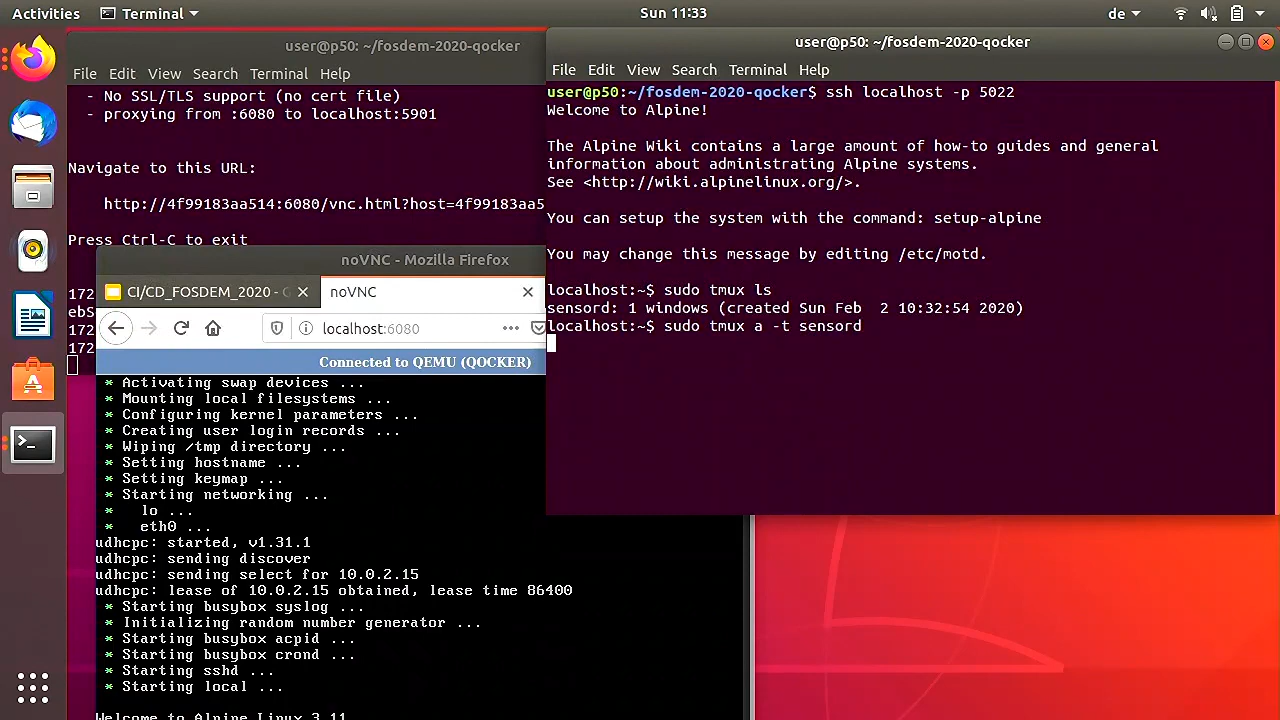 Activities
Terminal
Sun 11:33
de
user@p50: ~/fosdem-2020-qocker
File Edit View Search Terminal Help
- No SSL/TLS support (no cert file)
- proxying from :6080 to localhost:5901
Navigate to this URL:
http://4f99183aa514:6080/vnc.html?host=4f99183aa5
Press Ctrl-C to exit
172
ebS
172
172
noVNC - Mozilla Firefox
CI/CD_FOSDEM_2020 -
noVNC
localhost:6080
Connected to QEMU (QOCKER)
* Activating swap devices ...
* Mounting local filesystems ...
* Configuring kernel parameters ...
* Creating user login records ...
* Wiping /tmp directory ...
* Setting hostname ...
* Setting keymap ...
* Starting networking ...
* lo ...
* eth0 ...
udhcpc: started, v1.31.1
udhcpc: sending discover
udhcpc: sending select for 10.0.2.15
udhcpc: lease of 10.0.2.15 obtained, lease time 86400
* Starting busybox syslog ...
* Initializing random number generator ...
* Starting busybox acpid ...
* Starting busybox crond ...
* Starting sshd ...
* Starting local ...
Welcome to Alpine Linux 3.11
user@p50: ~/fosdem-2020-qocker
File Edit View Search Terminal Help
user@p50:~/fosdem-2020-qocker$ ssh localhost -p 5022
Welcome to Alpine!
The Alpine Wiki contains a large amount of how-to guides and general
information about administrating Alpine systems.
See <http://wiki.alpinelinux.org/>.
You can setup the system with the command: setup-alpine
You may change this message by editing /etc/motd.
localhost:~$ sudo tmux ls
sensord: 1 windows (created Sun Feb  2 10:32:54 2020)
localhost:~$ sudo tmux a -t sensord